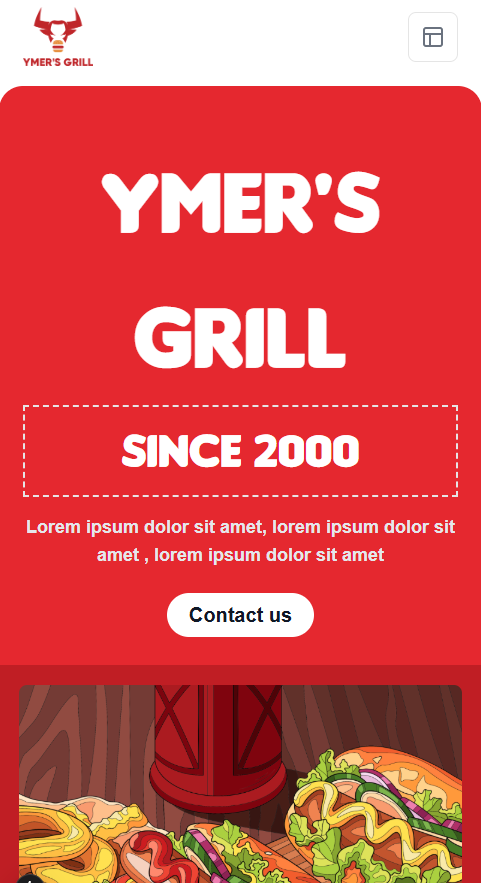 YMER'S GRILL
YMER'S
GRILL
SINCE 2000
Lorem ipsum dolor sit amet, lorem ipsum dolor sit
amet , lorem ipsum dolor sit amet
Contact us